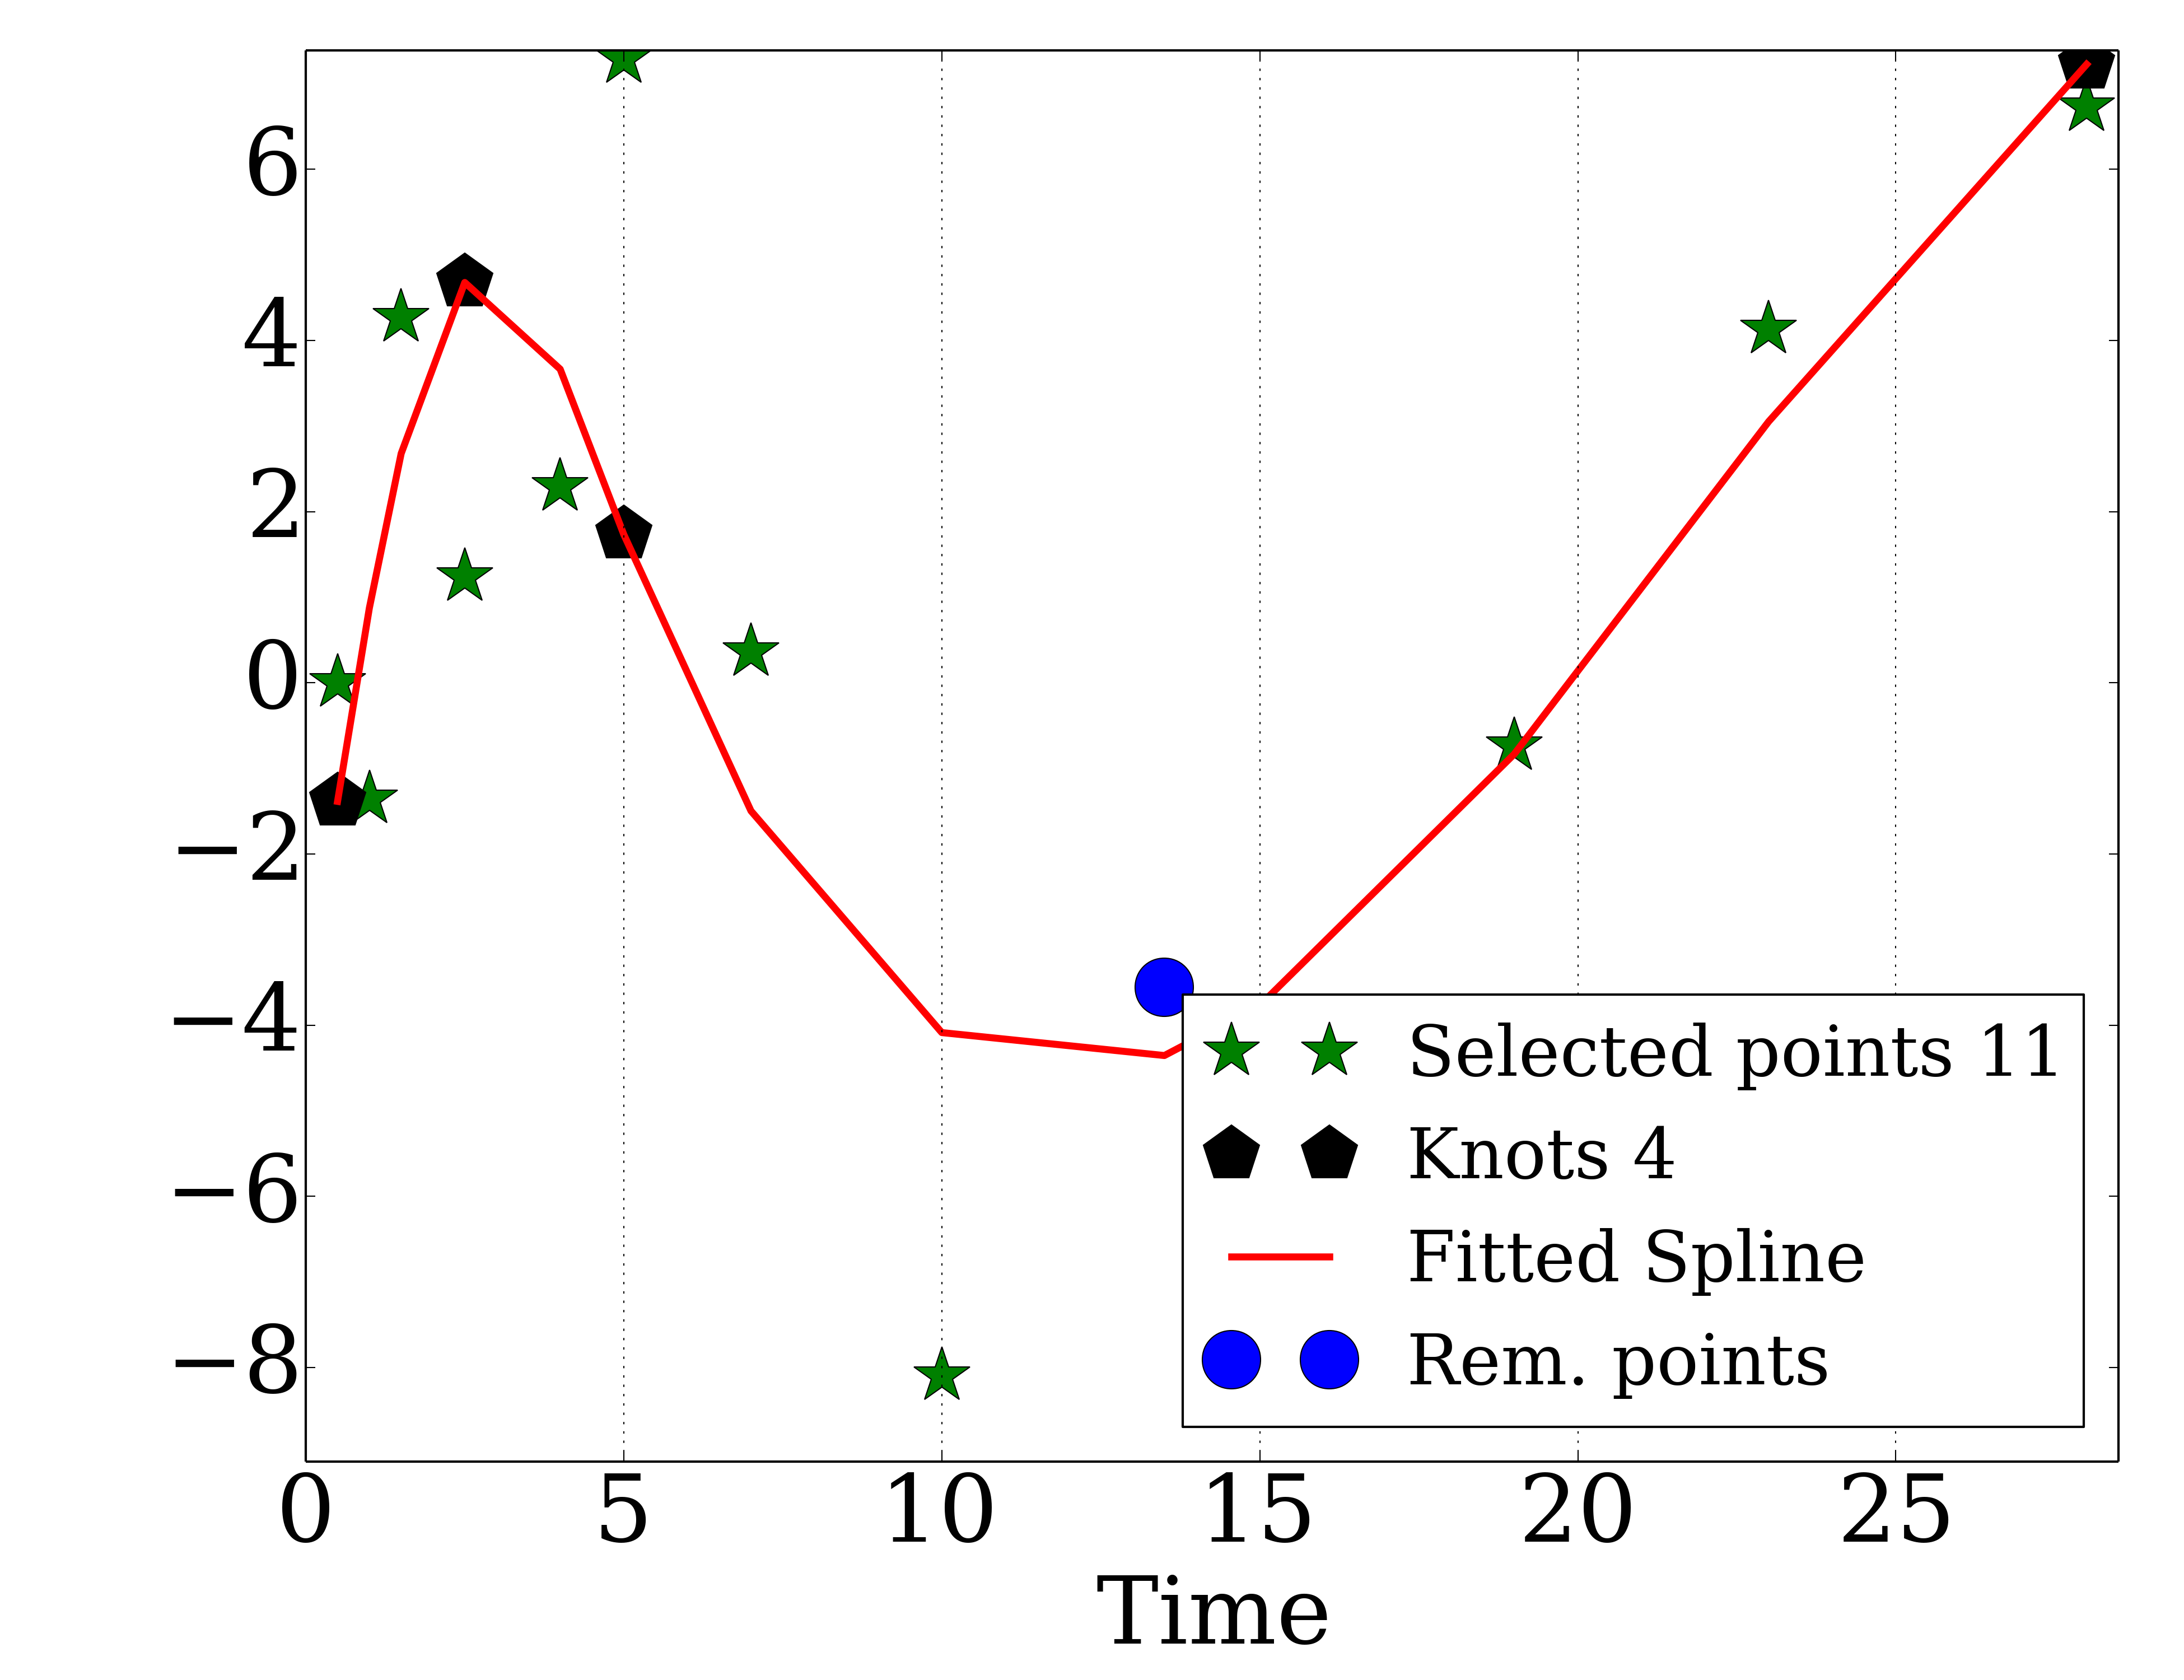 6
4
2
0
−2
−4
−6
−8
Selected points 11
Knots 4
Fitted Spline
Rem. points
0 5 10 15 20 25
Time